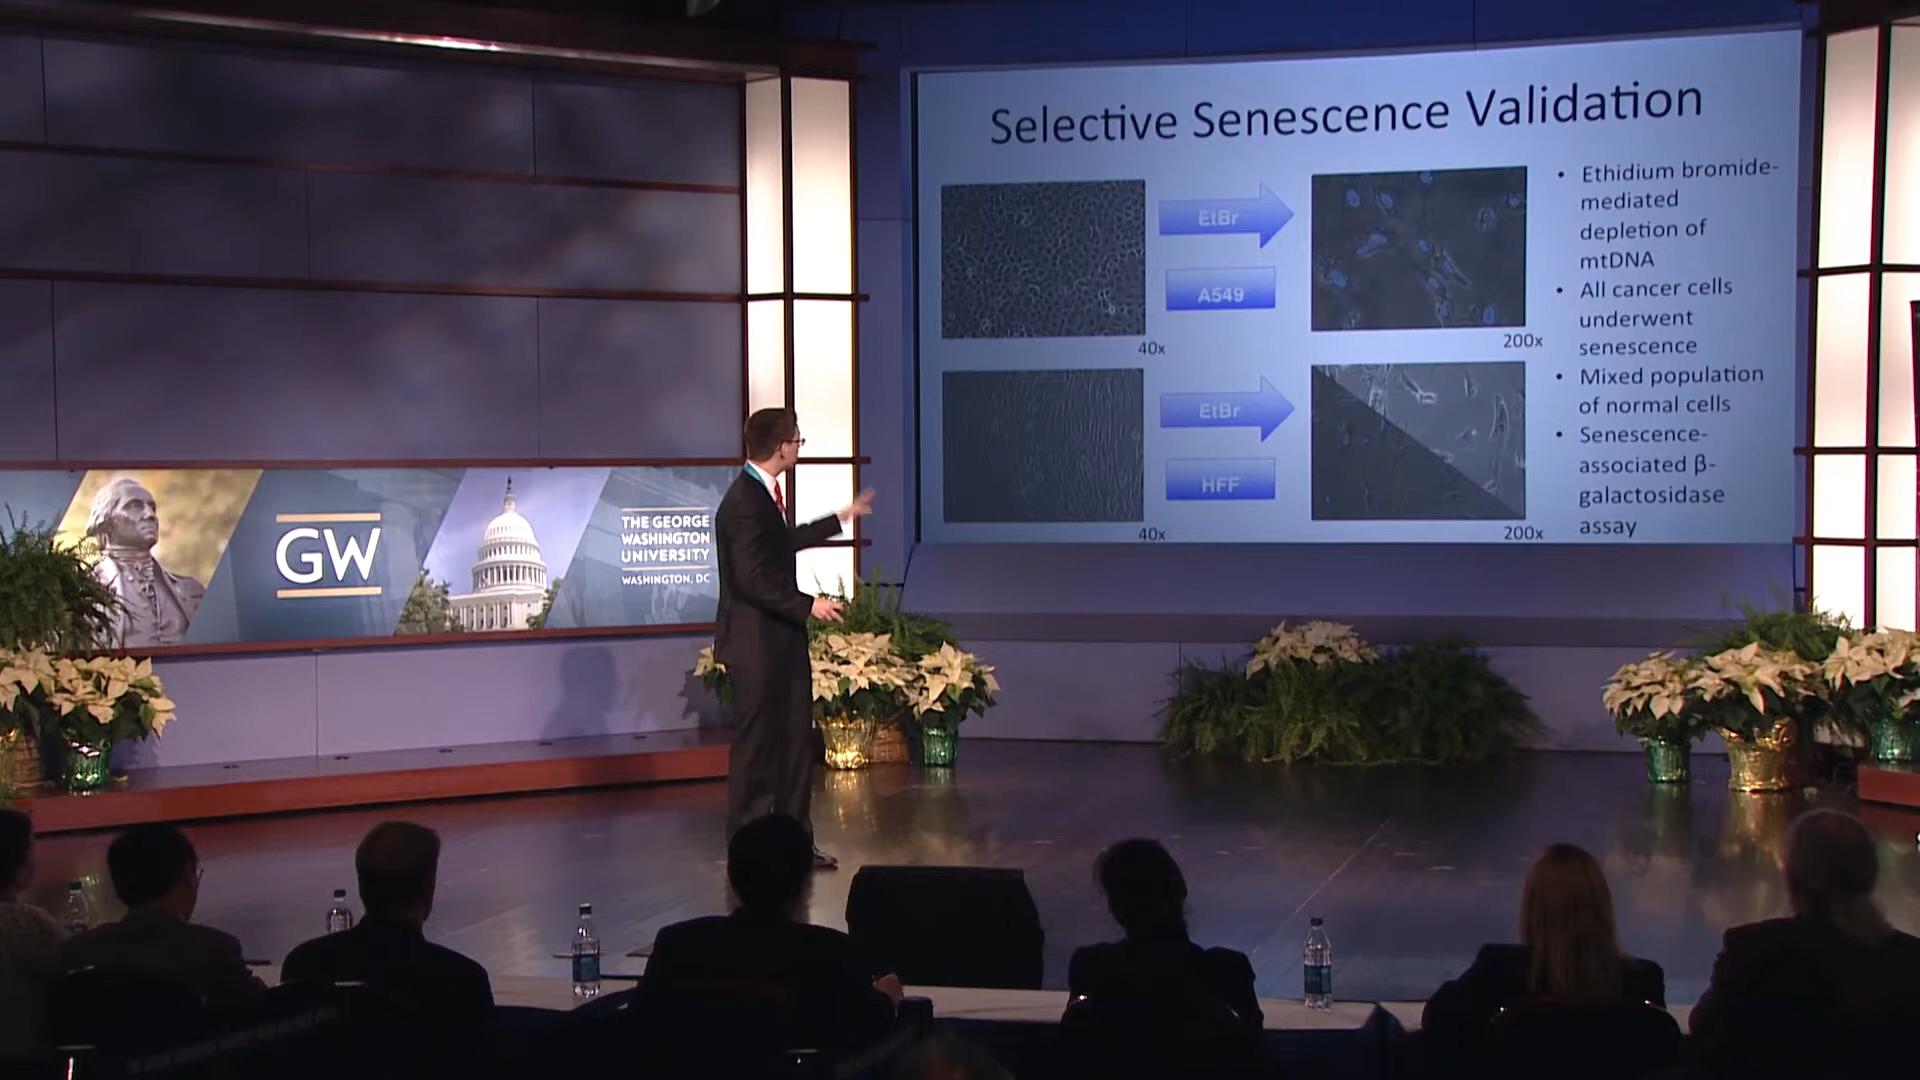 Selective Senescence Validation
EtBr
A549
40x
200x
EtBr
HFF
40x
200x
• Ethidium bromide-
mediated
depletion of
mtDNA
• All cancer cells
underwent
senescence
• Mixed population
of normal cells
• Senescence-
associated β-
galactosidase
assay
GW
THE GEORGE
WASHINGTON
UNIVERSITY
WASHINGTON, DC